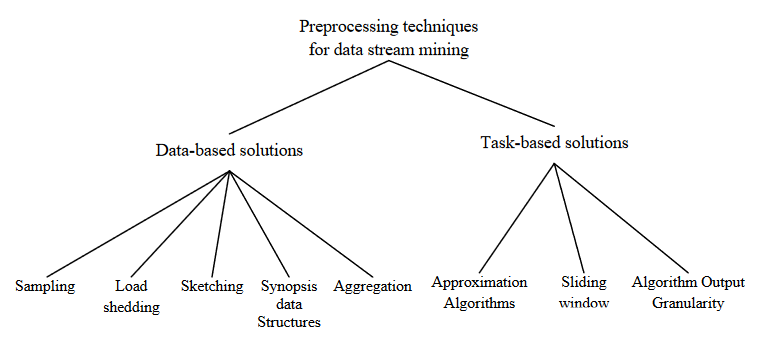 Preprocessing techniques
for data stream mining
Data-based solutions
Task-based solutions
Sampling
Load
shedding
Sketching
Synopsis
data
Structures
Aggregation
Approximation
Algorithms
Sliding
window
Algorithm Output
Granularity